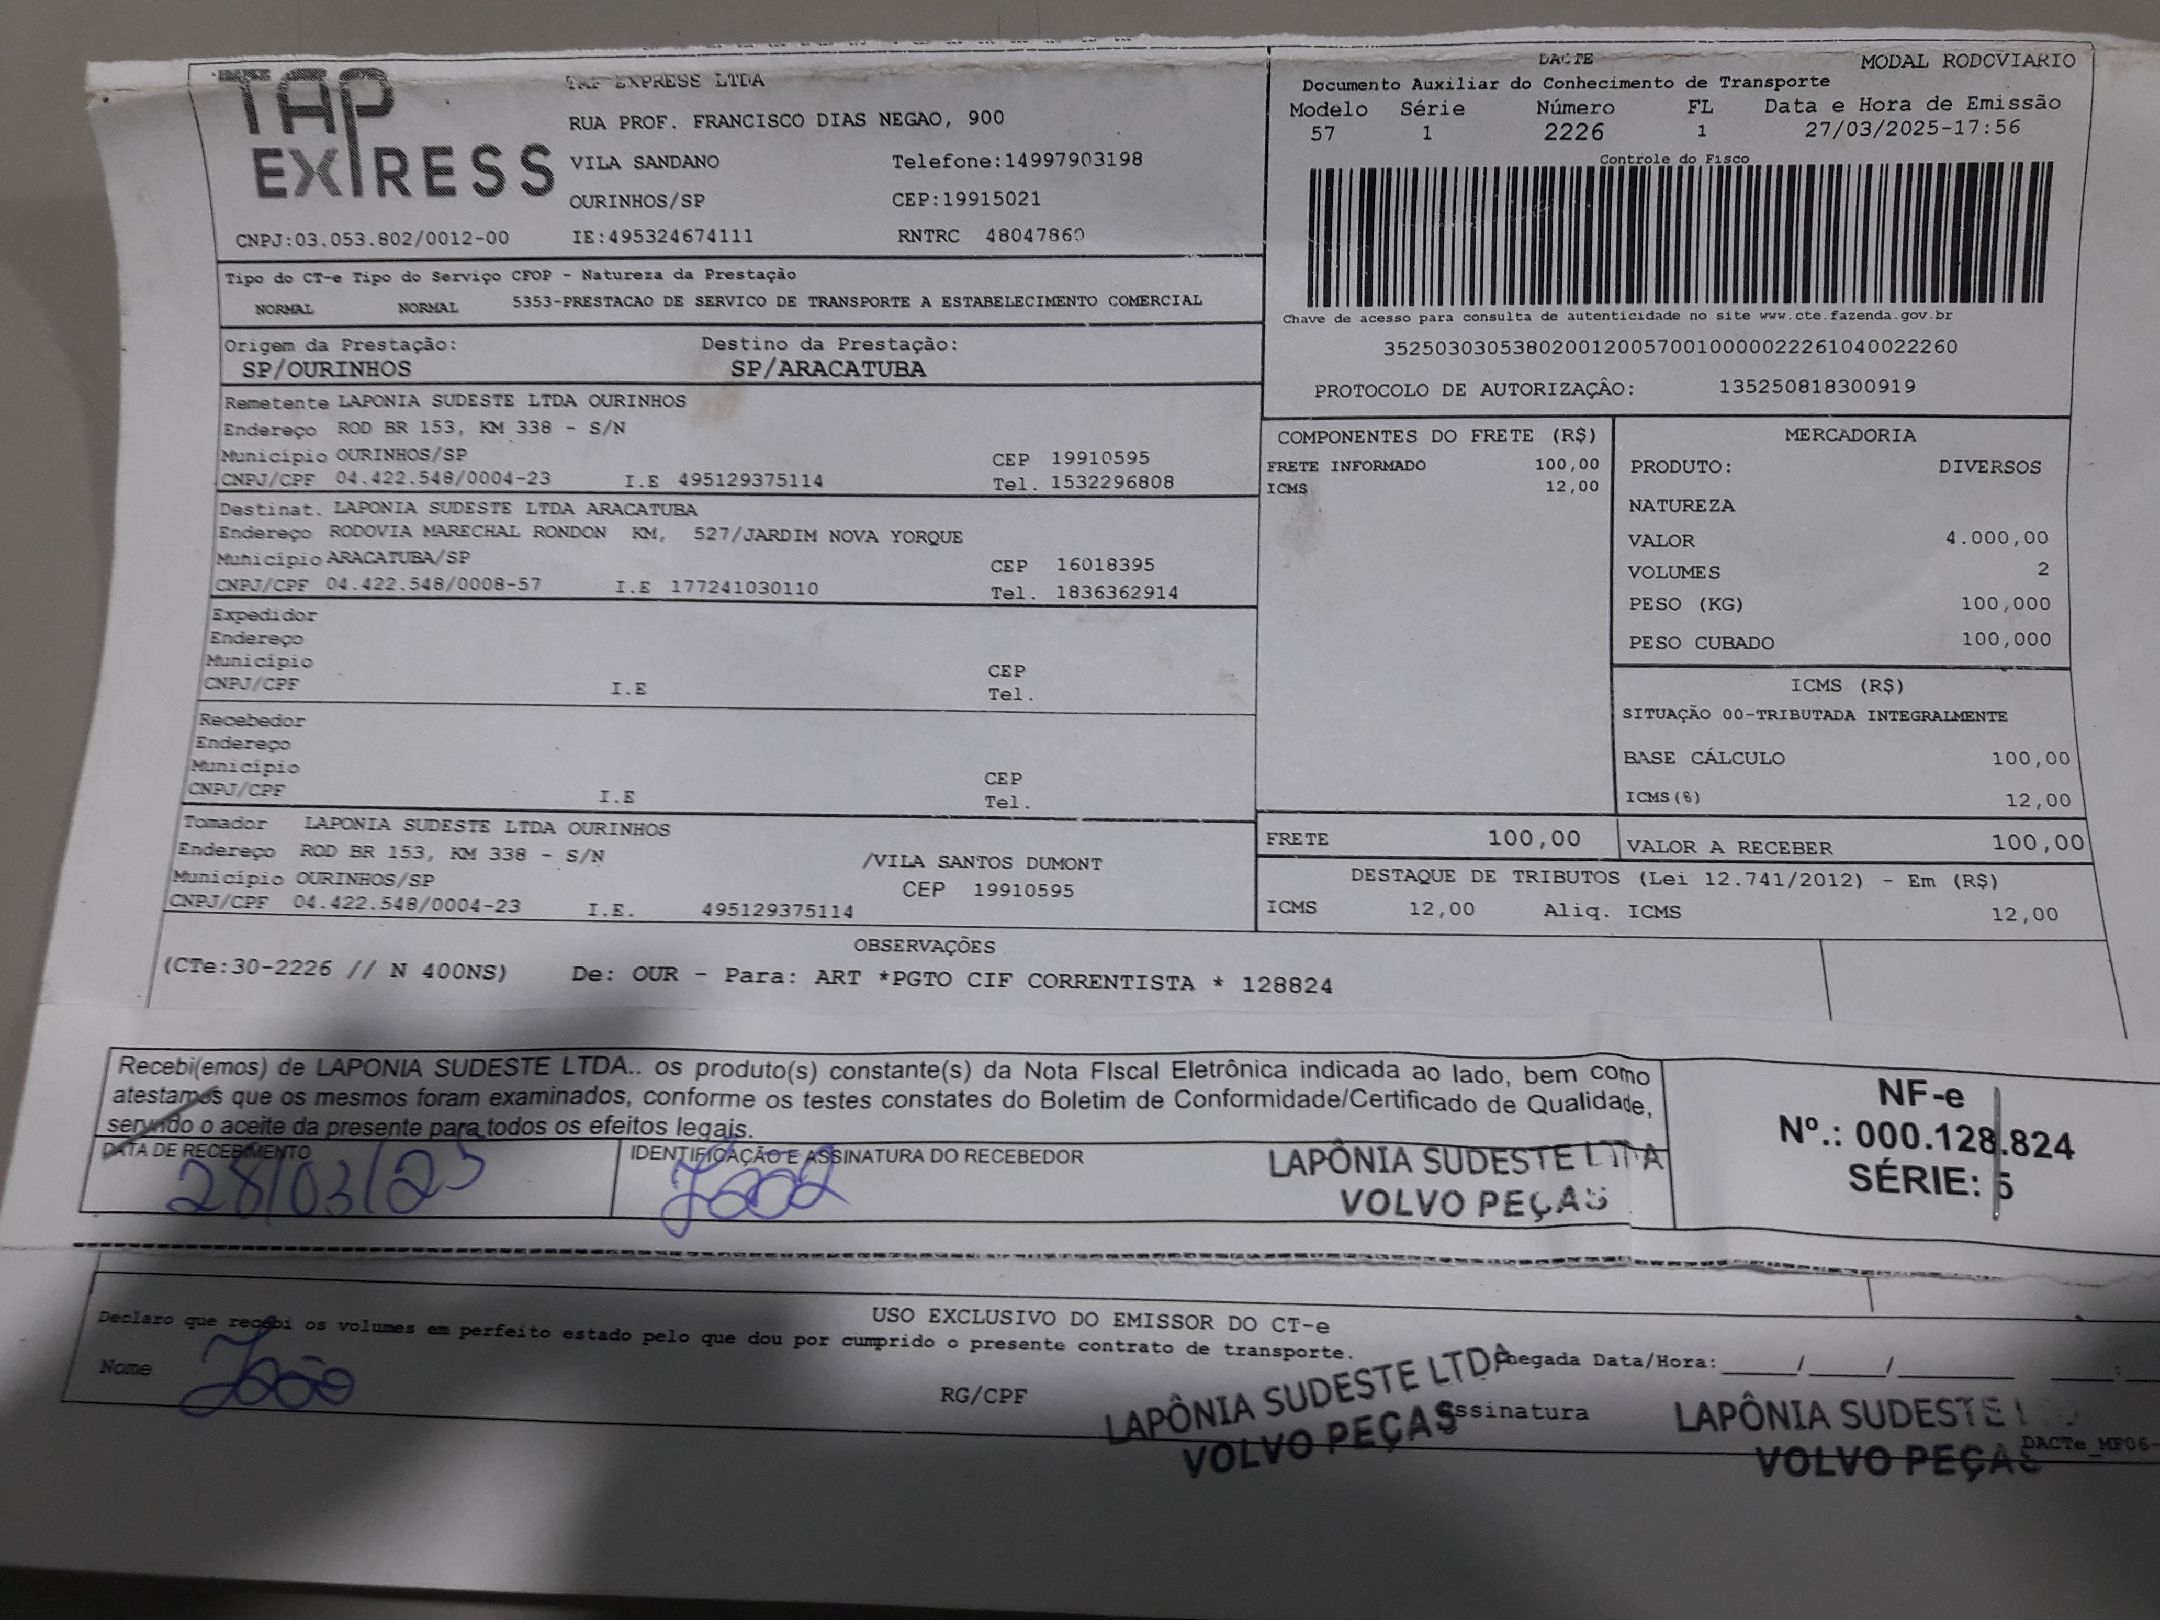 TAP EXPRESS
TAP EXPRESS LTDA
RUA PROF. FRANCISCO DIAS NEGAO, 900
VILA SANDANO Telefone:14997903198
OURINHOS/SP CEP:19915021
CNPJ:03.053.802/0012-00 IE:495324674111 RNTRC 48047860
DACTE MODAL RODOVIARIO
Documento Auxiliar do Conhecimento de Transporte
Modelo Série Número FL Data e Hora de Emissão
57 1 2226 1 27/03/2025-17:56
Controle do Fisco
Chave de acesso para consulta de autenticidade no site www.cte.fazenda.gov.br
35250303053802001200570010000022261040022260
PROTOCOLO DE AUTORIZAÇÃO: 135250818300919
Tipo do CT-e Tipo do Serviço CFOP - Natureza da Prestação
NORMAL NORMAL 5353-PRESTACAO DE SERVICO DE TRANSPORTE A ESTABELECIMENTO COMERCIAL
Origem da Prestação: Destino da Prestação:
SP/OURINHOS SP/ARACATUBA
Remetente LAPONIA SUDESTE LTDA OURINHOS
Endereço ROD BR 153, KM 338 - S/N
Município OURINHOS/SP CEP 19910595
CNPJ/CPF 04.422.548/0004-23 I.E 495129375114 Tel. 1532296808
Destinat. LAPONIA SUDESTE LTDA ARACATUBA
Endereço RODOVIA MARECHAL RONDON KM, 527/JARDIM NOVA YORQUE
Município ARACATUBA/SP CEP 16018395
CNPJ/CPF 04.422.548/0008-57 I.E 177241030110 Tel. 1836362914
Expedidor
Endereço
Município CEP
CNPJ/CPF I.E Tel.
Recebedor
Endereço
Município CEP
CNPJ/CPF I.E Tel.
Tomador LAPONIA SUDESTE LTDA OURINHOS
Endereço ROD BR 153, KM 338 - S/N /VILA SANTOS DUMONT
Município OURINHOS/SP CEP 19910595
CNPJ/CPF 04.422.548/0004-23 I.E. 495129375114
COMPONENTES DO FRETE (R$)
FRETE INFORMADO 100,00
ICMS 12,00
MERCADORIA
PRODUTO: DIVERSOS
NATUREZA
VALOR 4.000,00
VOLUMES 2
PESO (KG) 100,000
PESO CUBADO 100,000
ICMS (R$)
SITUAÇÃO 00-TRIBUTADA INTEGRALMENTE
BASE CÁLCULO 100,00
ICMS(%) 12,00
FRETE 100,00 VALOR A RECEBER 100,00
DESTAQUE DE TRIBUTOS (Lei 12.741/2012) - Em (R$)
ICMS 12,00 Aliq. ICMS 12,00
OBSERVAÇÕES
(CTe:30-2226 // N 400NS) De: OUR - Para: ART *PGTO CIF CORRENTISTA * 128824
Recebi(emos) de LAPONIA SUDESTE LTDA.. os produto(s) constante(s) da Nota FIscal Eletrônica indicada ao lado, bem como
atestamos que os mesmos foram examinados, conforme os testes constates do Boletim de Conformidade/Certificado de Qualidade,
servindo o aceite da presente para todos os efeitos legais.
DATA DE RECEBIMENTO IDENTIFICAÇÃO E ASSINATURA DO RECEBEDOR
28/03/25 João
LAPÔNIA SUDESTE LTDA
VOLVO PEÇAS
NF-e
Nº.: 000.128.824
SÉRIE: 5
USO EXCLUSIVO DO EMISSOR DO CT-e
Declaro que recebi os volumes em perfeito estado pelo que dou por cumprido o presente contrato de transporte.
Nome João RG/CPF Chegada Data/Hora: / / :
Assinatura
LAPÔNIA SUDESTE LTDA
VOLVO PEÇAS
LAPÔNIA SUDESTE
VOLVO PEÇAS
DACTe_MF06-